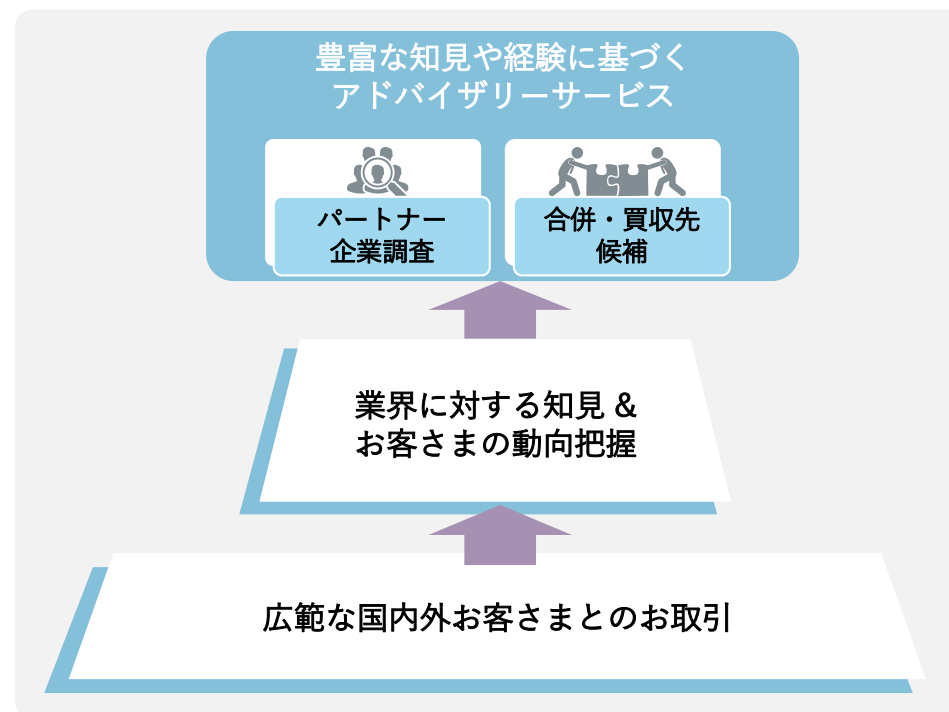 豊富な知見や経験に基づく
アドバイザリーサービス
パートナー
企業調査
合併・買収先
候補
業界に対する知見 &
お客さまの動向把握
広範な国内外お客さまとのお取引